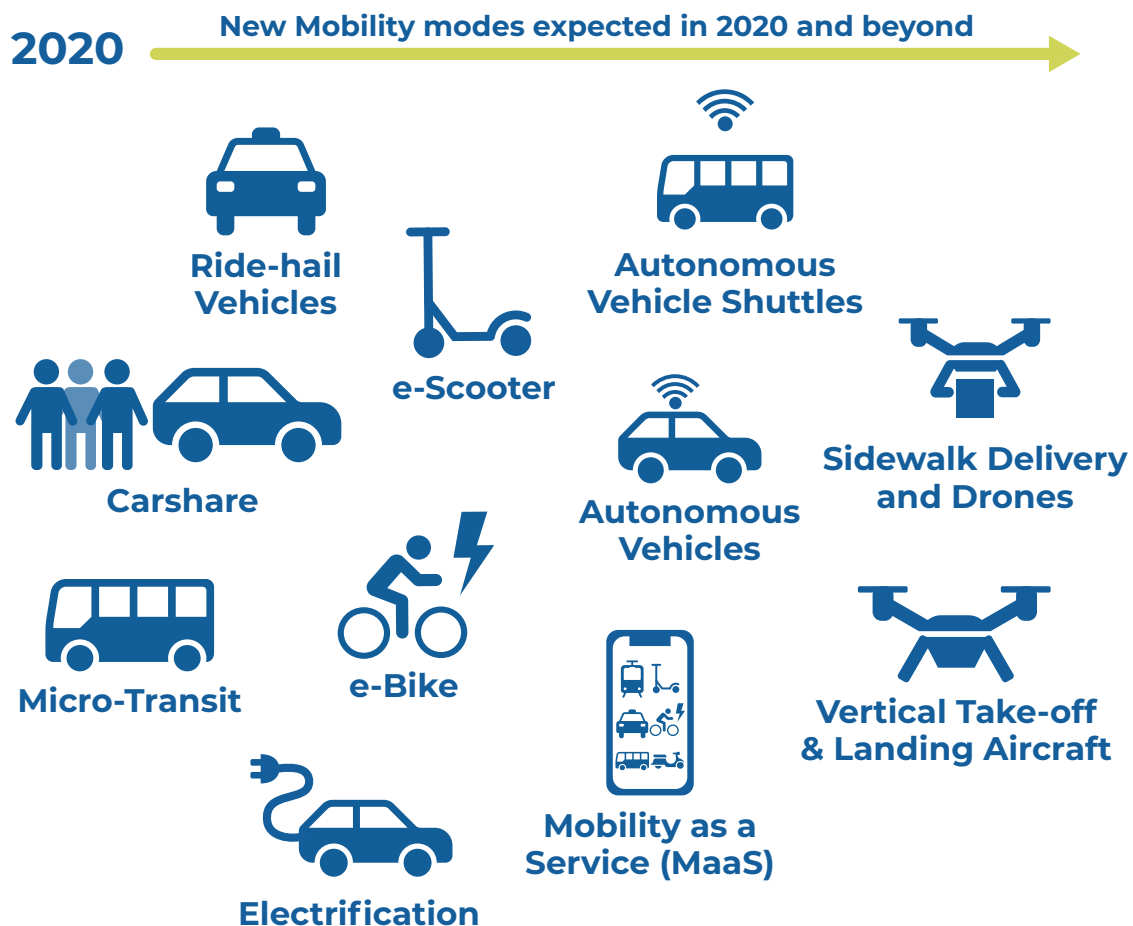 New Mobility modes expected in 2020 and beyond
2020
Ride-hail
Vehicles
Autonomous
Vehicle Shuttles
e-Scooter
Carshare
Sidewalk Delivery
and Drones
Autonomous
Vehicles
Micro-Transit
e-Bike
Vertical Take-off
& Landing Aircraft
Mobility as a
Service (MaaS)
Electrification